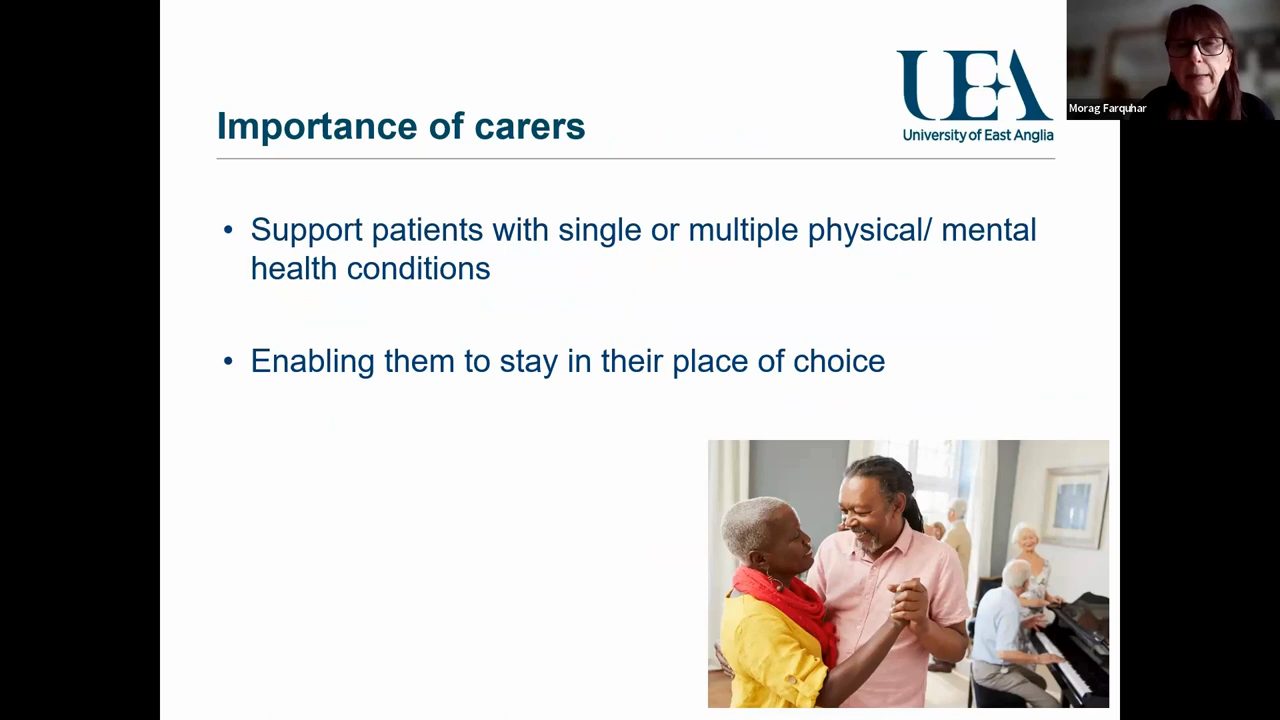 UEA
University of East Anglia
Morag Farquhar
Importance of carers
• Support patients with single or multiple physical/ mental
health conditions
• Enabling them to stay in their place of choice